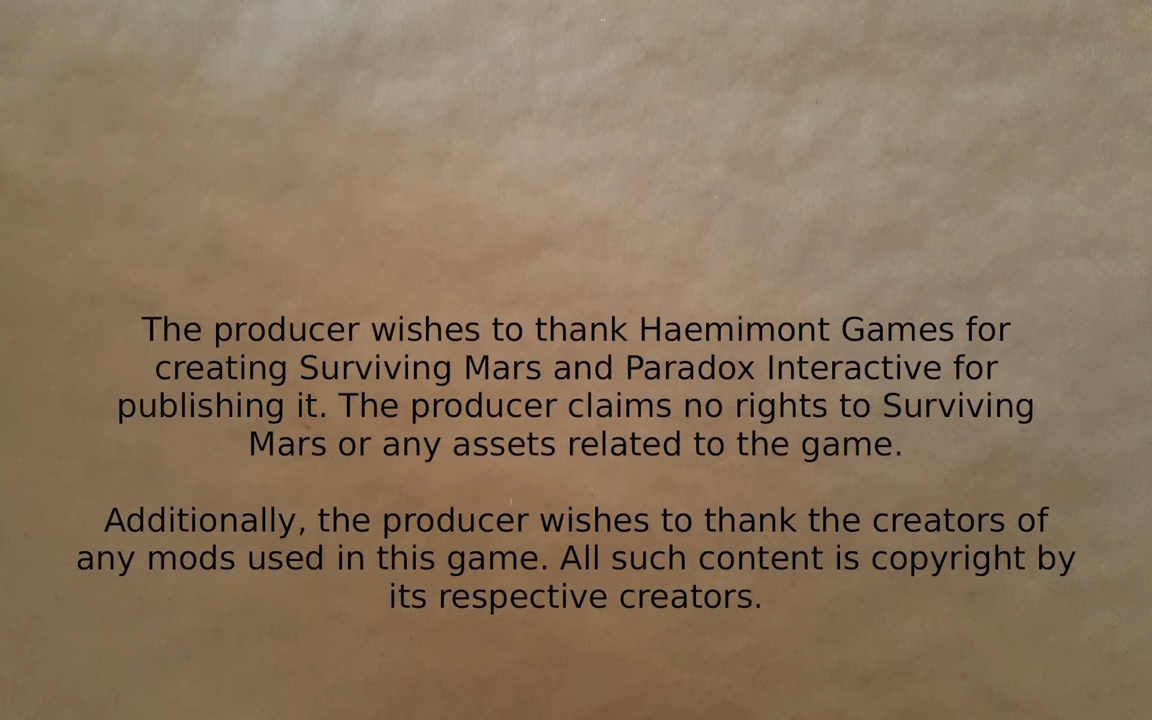 The producer wishes to thank Haemimont Games for
creating Surviving Mars and Paradox Interactive for
publishing it. The producer claims no rights to Surviving
Mars or any assets related to the game.
Additionally, the producer wishes to thank the creators of
any mods used in this game. All such content is copyright by
its respective creators.